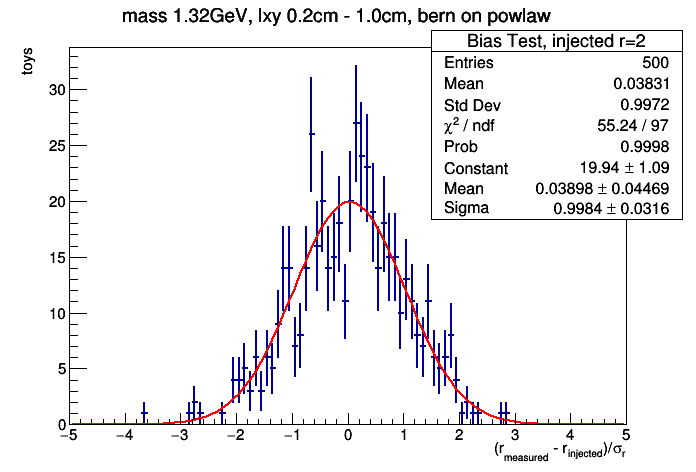 mass 1.32GeV, lxy 0.2cm - 1.0cm, bern on powlaw
Bias Test, injected r=2
Entries 500
Mean 0.03831
Std Dev 0.9972
χ² / ndf 55.24 / 97
Prob 0.9998
Constant 19.94 ± 1.09
Mean 0.03898 ± 0.04469
Sigma 0.9984 ± 0.0316
toys
30
25
20
15
10
5
0
−5 −4 −3 −2 −1 0 1 2 3 4 5
(r_measured - r_injected)/σ_r